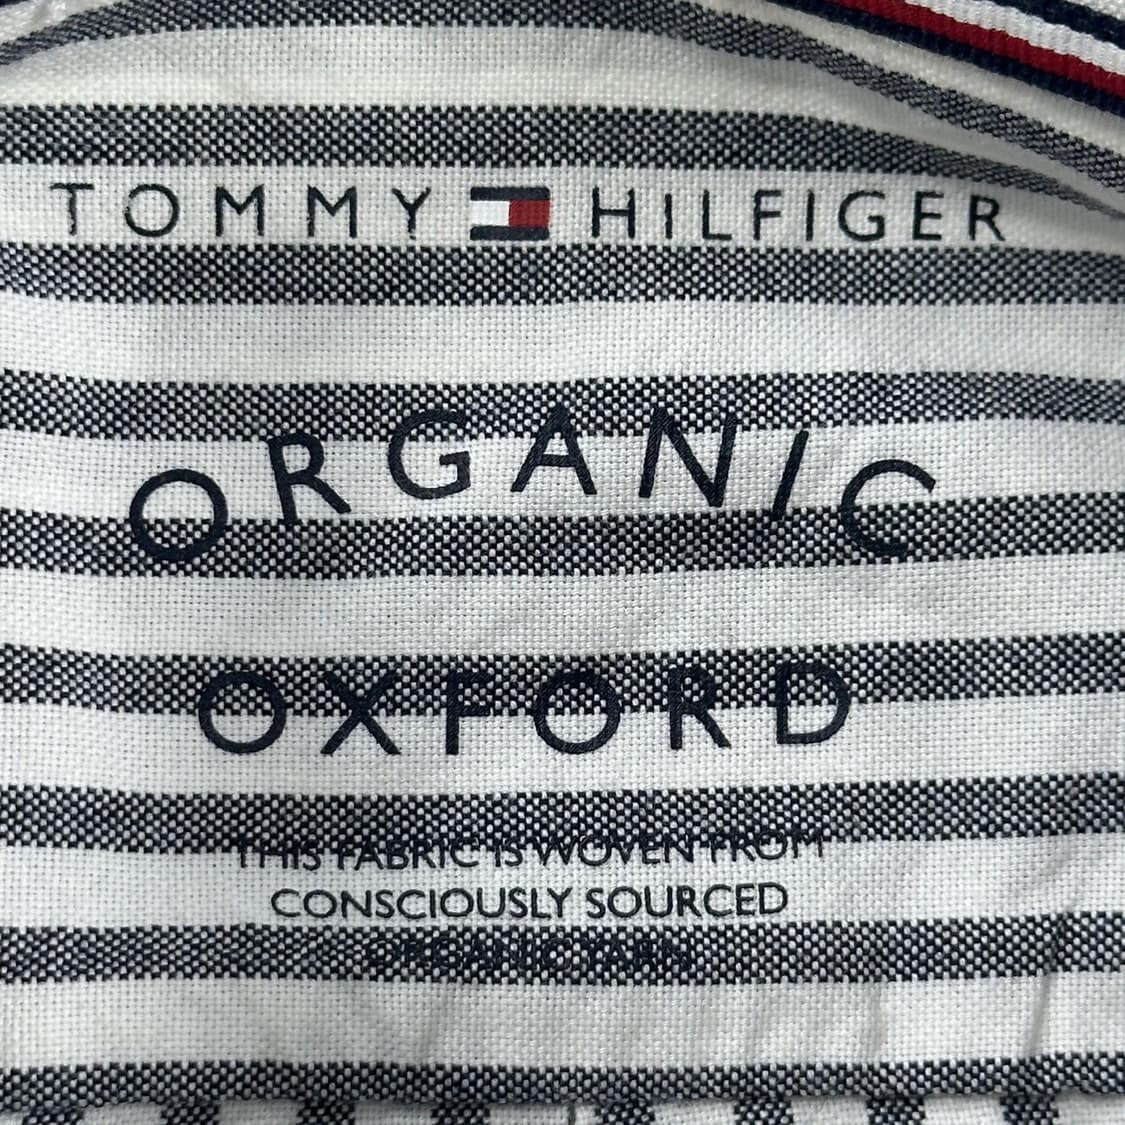 TOMMY HILFIGER
ORGANIC
OXFORD
THIS FABRIC IS WOVEN FROM
CONSCIOUSLY SOURCED
ORGANIC YARN